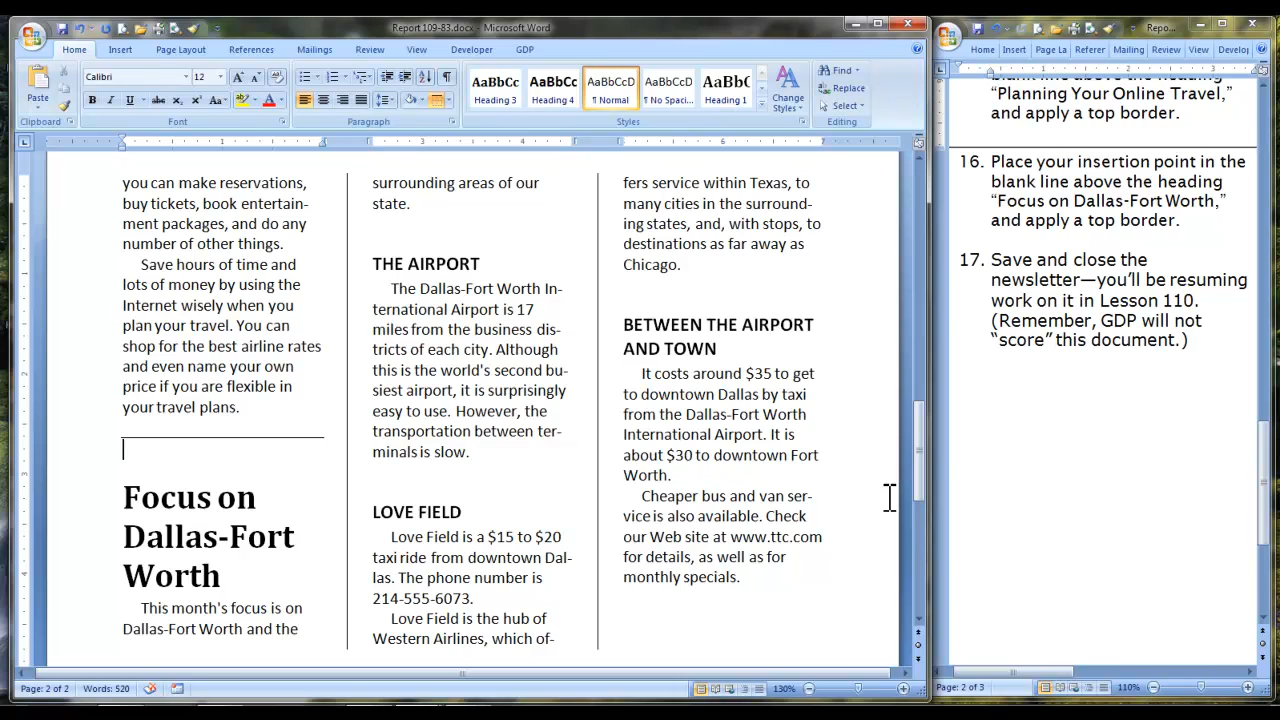 Report 109-83.docx - Microsoft Word
Home Insert Page Layout References Mailings Review View Developer GDP
Paste
Calibri 12
AaBbCc AaBbCc AaBbCcD AaBbCcD AaBbC
Heading 3 Heading 4 ¶ Normal ¶ No Spaci... Heading 1
Change Styles
Find
Replace
Select
Clipboard Font Paragraph Styles Editing
you can make reservations,
buy tickets, book entertain-
ment packages, and do any
number of other things.
Save hours of time and
lots of money by using the
Internet wisely when you
plan your travel. You can
shop for the best airline rates
and even name your own
price if you are flexible in
your travel plans.
Focus on
Dallas-Fort
Worth
This month's focus is on
Dallas-Fort Worth and the
surrounding areas of our
state.
THE AIRPORT
The Dallas-Fort Worth In-
ternational Airport is 17
miles from the business dis-
tricts of each city. Although
this is the world's second bu-
siest airport, it is surprisingly
easy to use. However, the
transportation between ter-
minals is slow.
LOVE FIELD
Love Field is a $15 to $20
taxi ride from downtown Dal-
las. The phone number is
214-555-6073.
Love Field is the hub of
Western Airlines, which of-
fers service within Texas, to
many cities in the surround-
ing states, and, with stops, to
destinations as far away as
Chicago.
BETWEEN THE AIRPORT
AND TOWN
It costs around $35 to get
to downtown Dallas by taxi
from the Dallas-Fort Worth
International Airport. It is
about $30 to downtown Fort
Worth.
Cheaper bus and van ser-
vice is also available. Check
our Web site at www.ttc.com
for details, as well as for
monthly specials.
Page: 2 of 2 Words: 520 130%
Repo...
Home Insert Page La Referer Mailing Review View Develo
blank line above the heading
“Planning Your Online Travel,”
and apply a top border.
16. Place your insertion point in the
blank line above the heading
“Focus on Dallas-Fort Worth,”
and apply a top border.
17. Save and close the
newsletter—you’ll be resuming
work on it in Lesson 110.
(Remember, GDP will not
“score” this document.)
Page: 2 of 3 110%